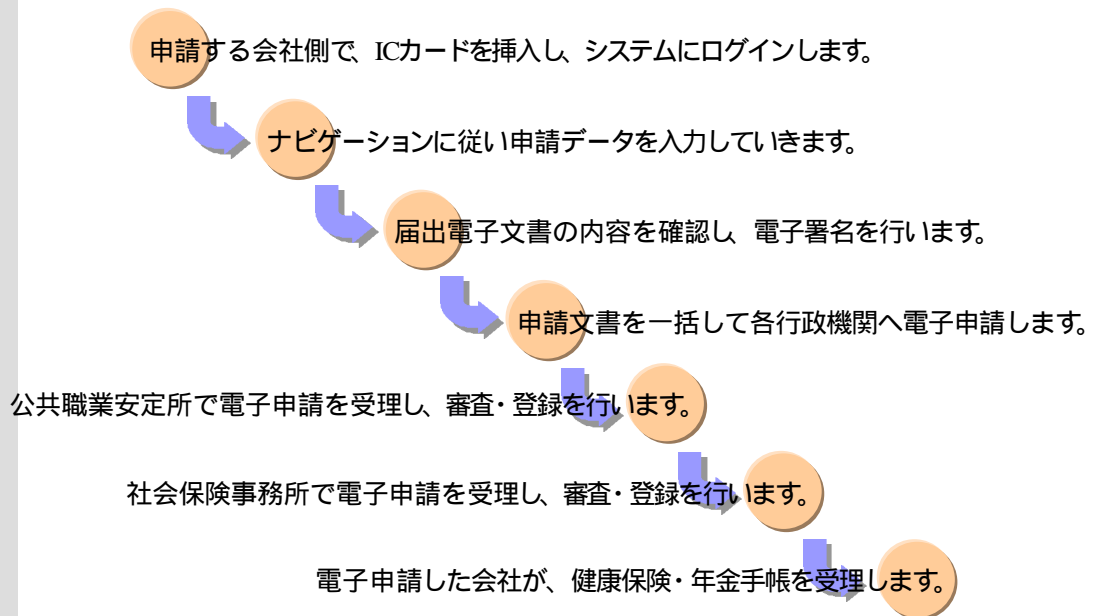 申請する会社側で、ICカードを挿入し、システムにログインします。
ナビゲーションに従い申請データを入力していきます。
届出電子文書の内容を確認し、電子署名を行います。
申請文書を一括して各行政機関へ電子申請します。
公共職業安定所で電子申請を受理し、審査・登録を行います。
社会保険事務所で電子申請を受理し、審査・登録を行います。
電子申請した会社が、健康保険・年金手帳を受理します。